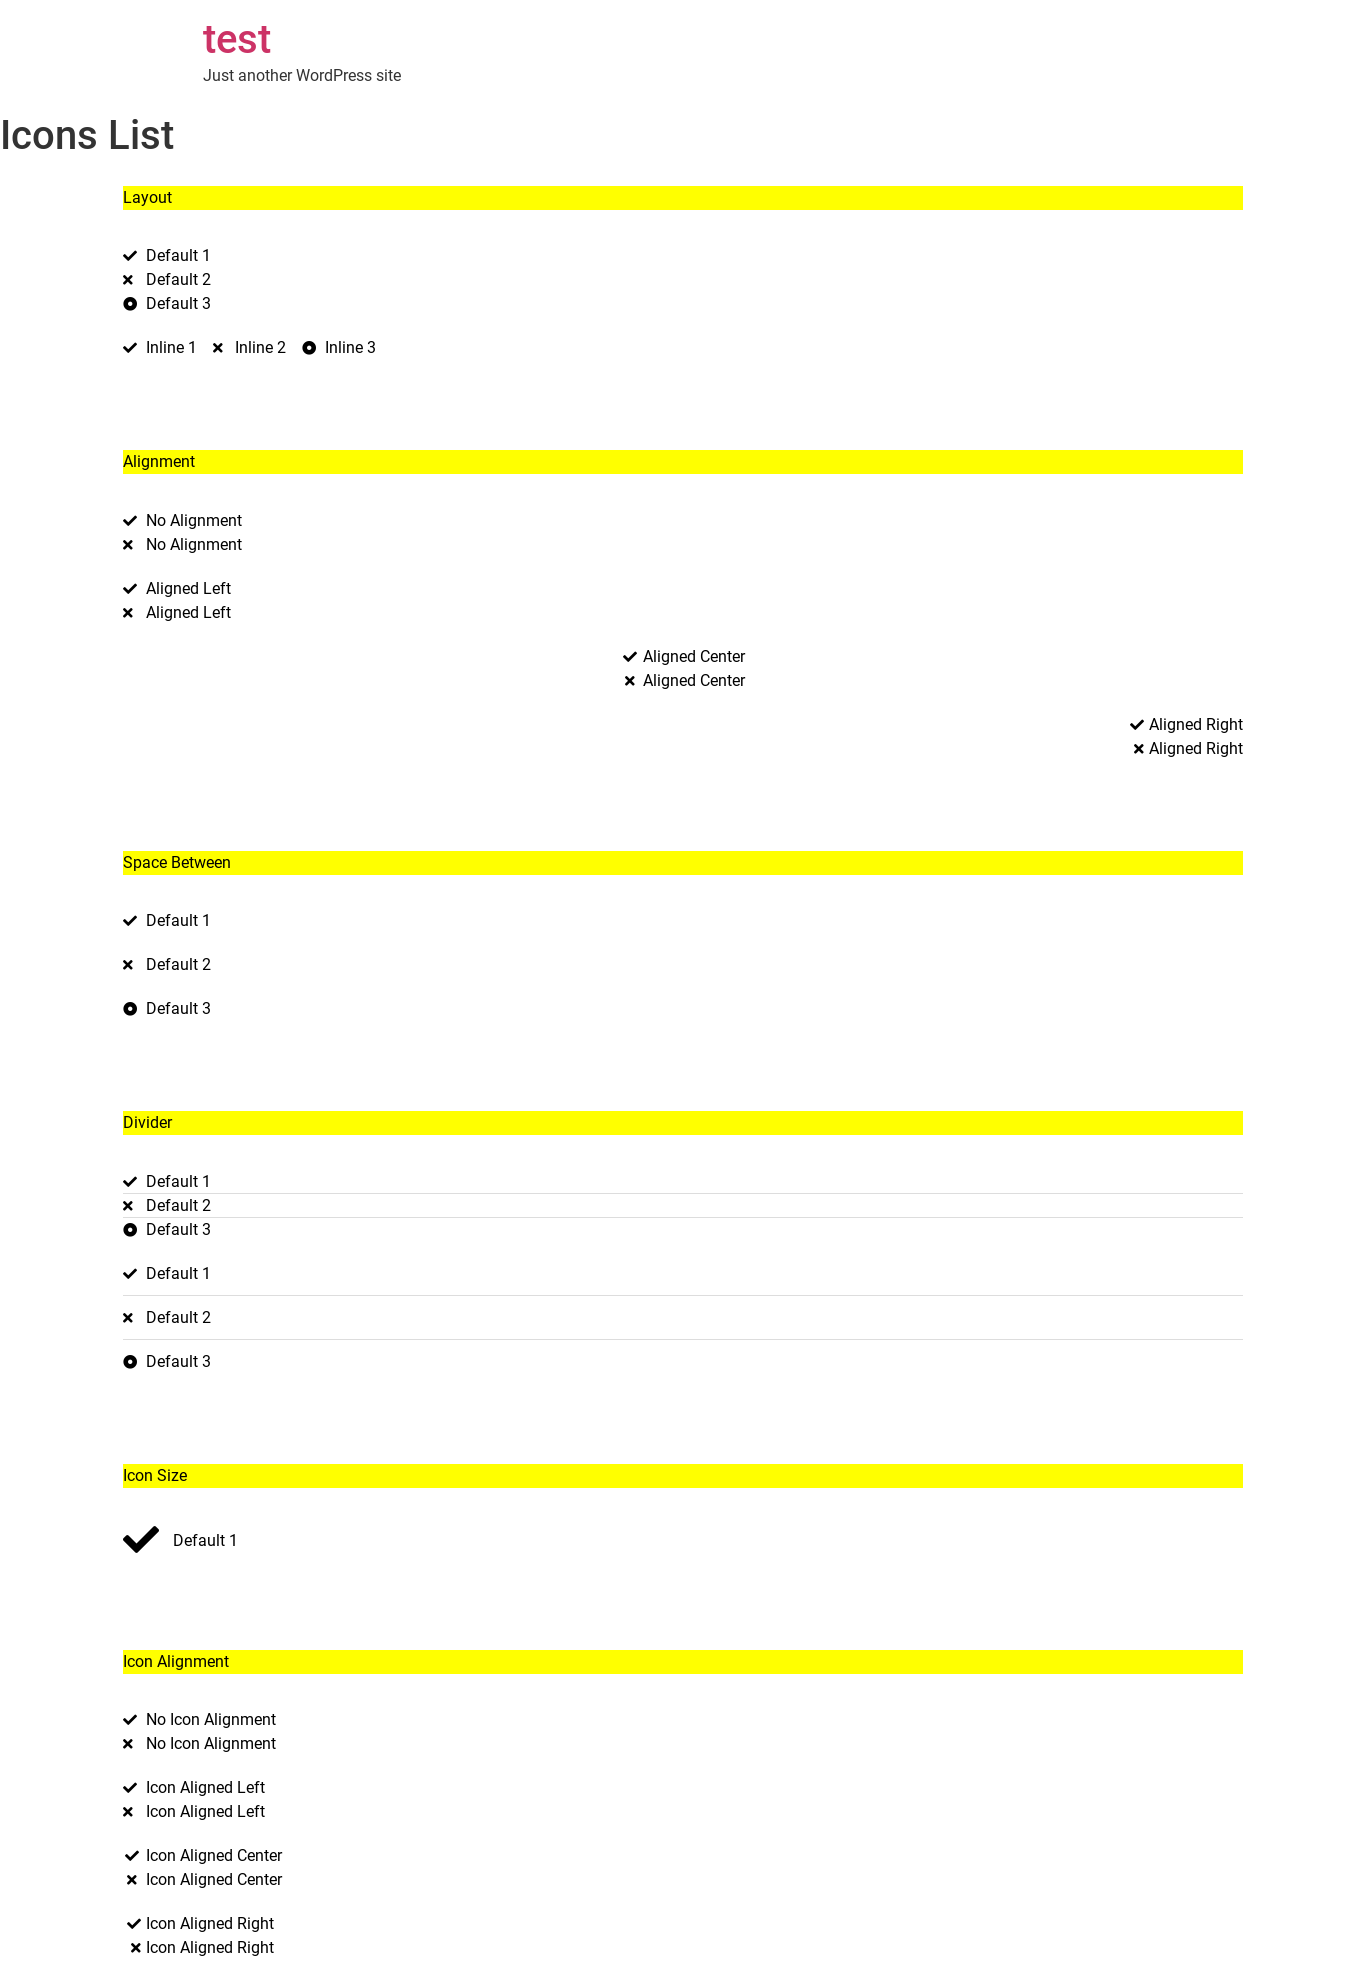 test
Just another WordPress site
Icons List
Layout
Default 1
Default 2
Default 3
Inline 1 Inline 2 Inline 3
Alignment
No Alignment
No Alignment
Aligned Left
Aligned Left
Aligned Center
Aligned Center
Aligned Right
Aligned Right
Space Between
Default 1
Default 2
Default 3
Divider
Default 1
Default 2
Default 3
Default 1
Default 2
Default 3
Icon Size
Default 1
Icon Alignment
No Icon Alignment
No Icon Alignment
Icon Aligned Left
Icon Aligned Left
Icon Aligned Center
Icon Aligned Center
Icon Aligned Right
Icon Aligned Right